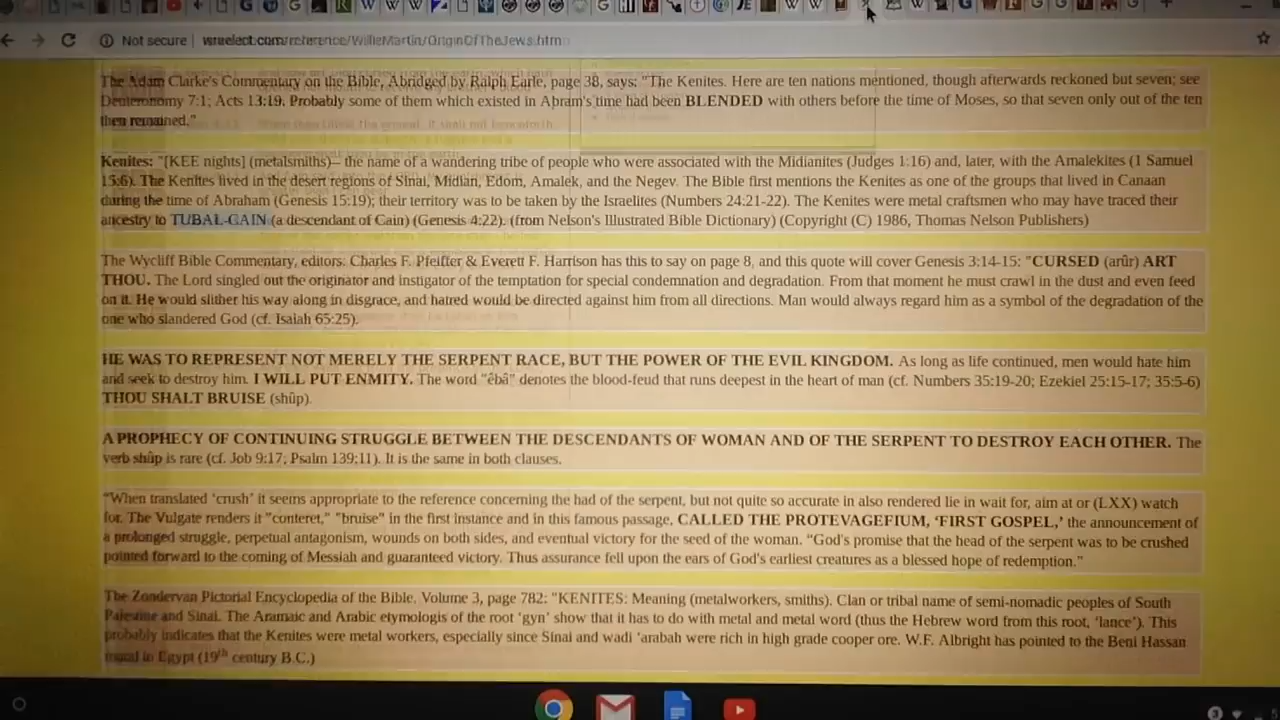 Not secure
israelect.com/reference/WillieMartin/OriginOfTheJews.htm
The Adam Clarke's Commentary on the Bible, Abridged by Ralph Earle, page 38, says: "The Kenites. Here are ten nations mentioned, though afterwards reckoned but seven; see
Deuteronomy 7:1; Acts 13:19. Probably some of them which existed in Abram's time had been BLENDED with others before the time of Moses, so that seven only out of the ten
then remained."
Kenites: "[KEE nights] (metalsmiths)– the name of a wandering tribe of people who were associated with the Midianites (Judges 1:16) and, later, with the Amalekites (1 Samuel
15:6). The Kenites lived in the desert regions of Sinai, Midian, Edom, Amalek, and the Negev. The Bible first mentions the Kenites as one of the groups that lived in Canaan
during the time of Abraham (Genesis 15:19); their territory was to be taken by the Israelites (Numbers 24:21-22). The Kenites were metal craftsmen who may have traced their
ancestry to TUBAL-CAIN (a descendant of Cain) (Genesis 4:22). (from Nelson's Illustrated Bible Dictionary) (Copyright (C) 1986, Thomas Nelson Publishers)
The Wycliff Bible Commentary, editors: Charles F. Pfeiffer & Everett F. Harrison has this to say on page 8, and this quote will cover Genesis 3:14-15: "CURSED (arûr) ART
THOU. The Lord singled out the originator and instigator of the temptation for special condemnation and degradation. From that moment he must crawl in the dust and even feed
on it. He would slither his way along in disgrace, and hatred would be directed against him from all directions. Man would always regard him as a symbol of the degradation of the
one who slandered God (cf. Isaiah 65:25).
HE WAS TO REPRESENT NOT MERELY THE SERPENT RACE, BUT THE POWER OF THE EVIL KINGDOM. As long as life continued, men would hate him
and seek to destroy him. I WILL PUT ENMITY. The word "êbâ" denotes the blood-feud that runs deepest in the heart of man (cf. Numbers 35:19-20; Ezekiel 25:15-17; 35:5-6)
THOU SHALT BRUISE (shûp).
A PROPHECY OF CONTINUING STRUGGLE BETWEEN THE DESCENDANTS OF WOMAN AND OF THE SERPENT TO DESTROY EACH OTHER. The
verb shûp is rare (cf. Job 9:17; Psalm 139;11). It is the same in both clauses.
"When translated 'crush' it seems appropriate to the reference concerning the had of the serpent, but not quite so accurate in also rendered lie in wait for, aim at or (LXX) watch
for. The Vulgate renders it "conteret," "bruise" in the first instance and in this famous passage, CALLED THE PROTEVAGEFIUM, 'FIRST GOSPEL,' the announcement of
a prolonged struggle, perpetual antagonism, wounds on both sides, and eventual victory for the seed of the woman. "God's promise that the head of the serpent was to be crushed
pointed forward to the coming of Messiah and guaranteed victory. Thus assurance fell upon the ears of God's earliest creatures as a blessed hope of redemption."
The Zondervan Pictorial Encyclopedia of the Bible. Volume 3, page 782: "KENITES: Meaning (metalworkers, smiths). Clan or tribal name of semi-nomadic peoples of South
Palestine and Sinai. The Aramaic and Arabic etymologis of the root 'gyn' show that it has to do with metal and metal word (thus the Hebrew word from this root, 'lance'). This
probably indicates that the Kenites were metal workers, especially since Sinai and wadi 'arabah were rich in high grade cooper ore. W.F. Albright has pointed to the Beni Hassan
mural in Egypt (19th century B.C.)